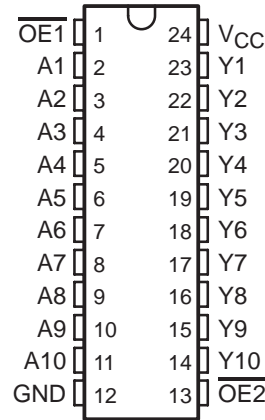 OE1 1 24 VCC
A1 2 23 Y1
A2 3 22 Y2
A3 4 21 Y3
A4 5 20 Y4
A5 6 19 Y5
A6 7 18 Y6
A7 8 17 Y7
A8 9 16 Y8
A9 10 15 Y9
A10 11 14 Y10
GND 12 13 OE2